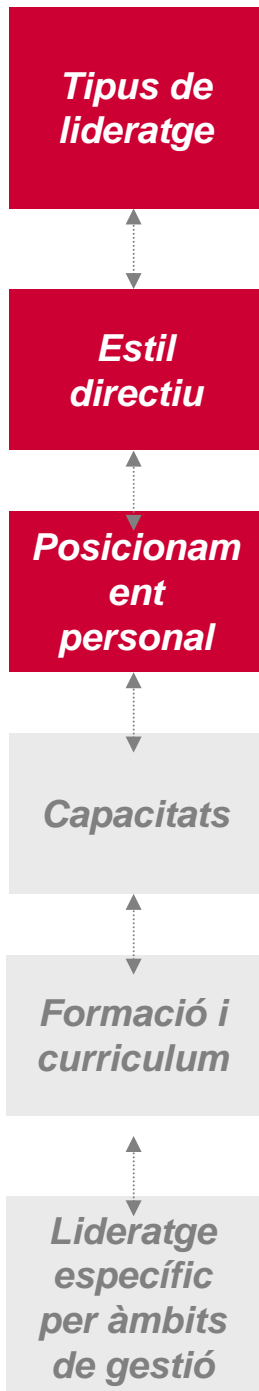 Tipus de
lideratge
Estil
directiu
Posicionam
ent
personal
Capacitats
Formació i
curriculum
Lideratge
específic
per àmbits
de gestió